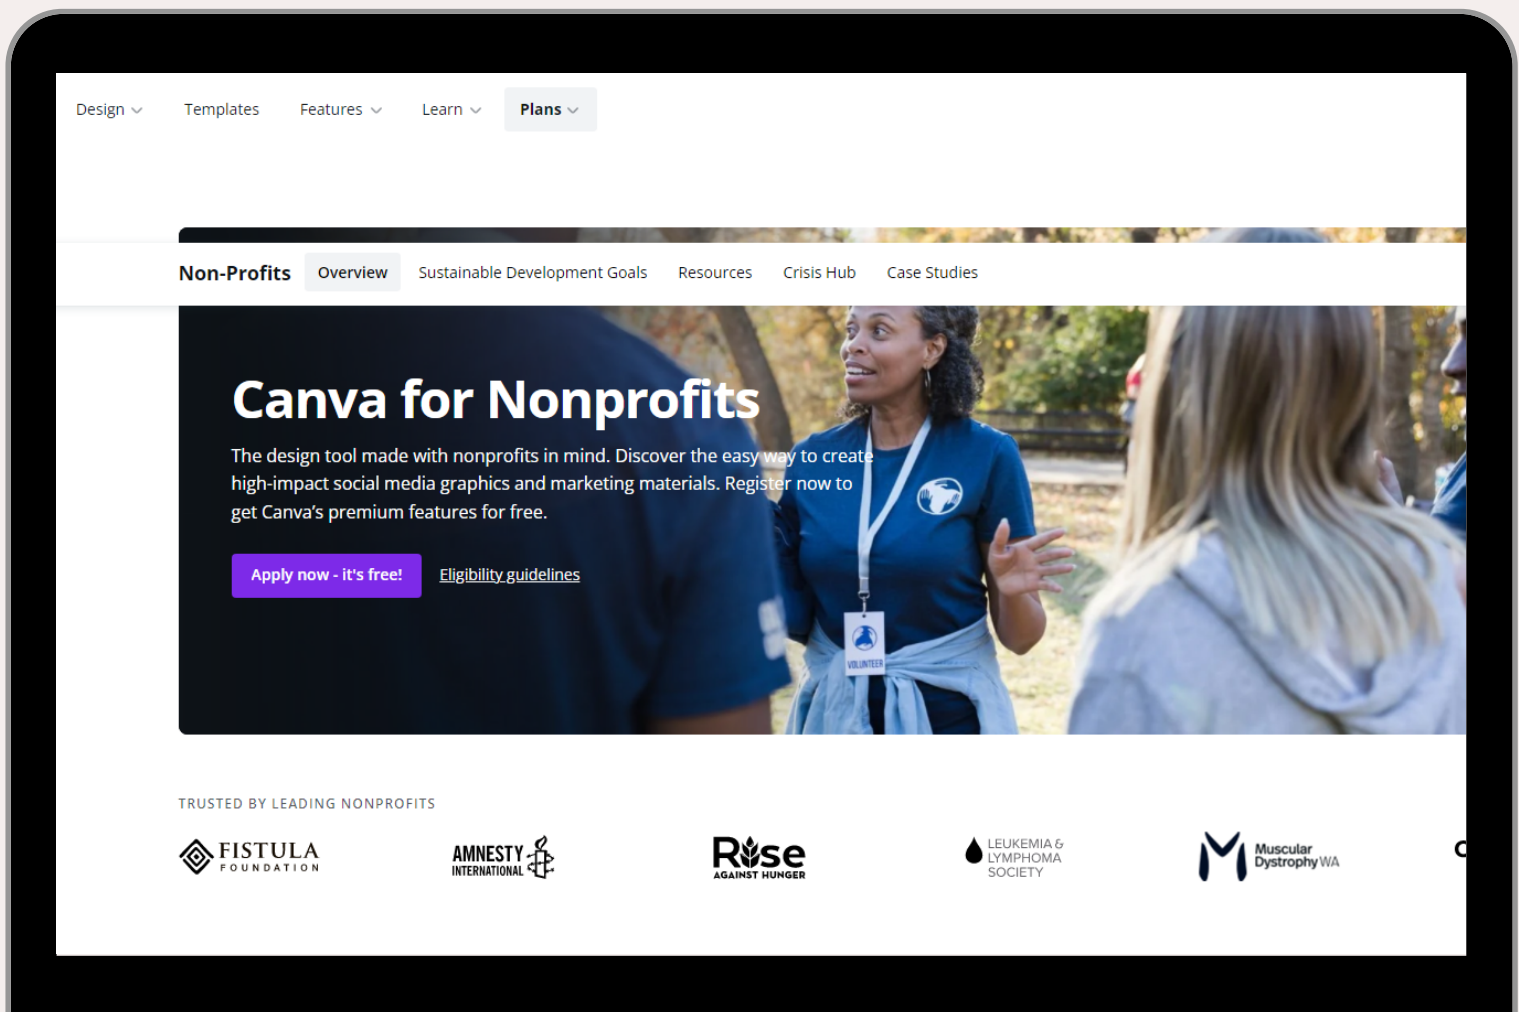 Design
Templates
Features
Learn
Plans
Non-Profits
Overview
Sustainable Development Goals
Resources
Crisis Hub
Case Studies
Canva for Nonprofits
The design tool made with nonprofits in mind. Discover the easy way to create
high-impact social media graphics and marketing materials. Register now to
get Canva's premium features for free.
Apply now - it's free!
Eligibility guidelines
VOLUNTEER
TRUSTED BY LEADING NONPROFITS
FISTULA
FOUNDATION
AMNESTY
INTERNATIONAL
Rise
AGAINST HUNGER
LEUKEMIA &
LYMPHOMA
SOCIETY
Muscular
Dystrophy WA